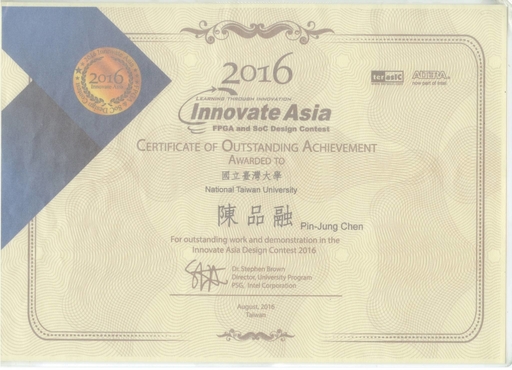 2016
INNOVATE ASIA
2016
terasIC
ALTERA
now part of Intel
LEARNING THROUGH INNOVATION
Innovate Asia
FPGA and SoC Design Contest
CERTIFICATE OF OUTSTANDING ACHIEVEMENT
AWARDED TO
國立臺灣大學
National Taiwan University
陳品融 Pin-Jung Chen
For outstanding work and demonstration in the
Innovate Asia Design Contest 2016
Dr. Stephen Brown
Director, University Program
PSG, Intel Corporation
August, 2016
Taiwan